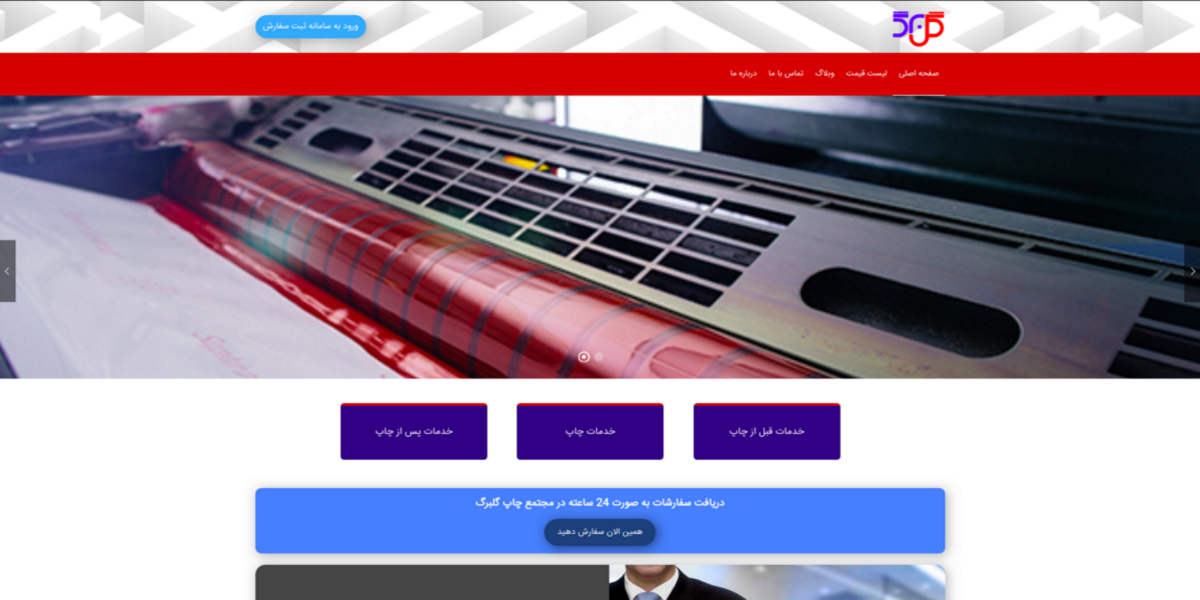 گلبرگ
ورود به سامانه ثبت سفارش
صفحه اصلی
لیست قیمت
وبلاگ
تماس با ما
درباره ما
خدمات قبل از چاپ
خدمات چاپ
خدمات پس از چاپ
دریافت سفارشات به صورت 24 ساعته در مجتمع چاپ گلبرگ
همین الان سفارش دهید